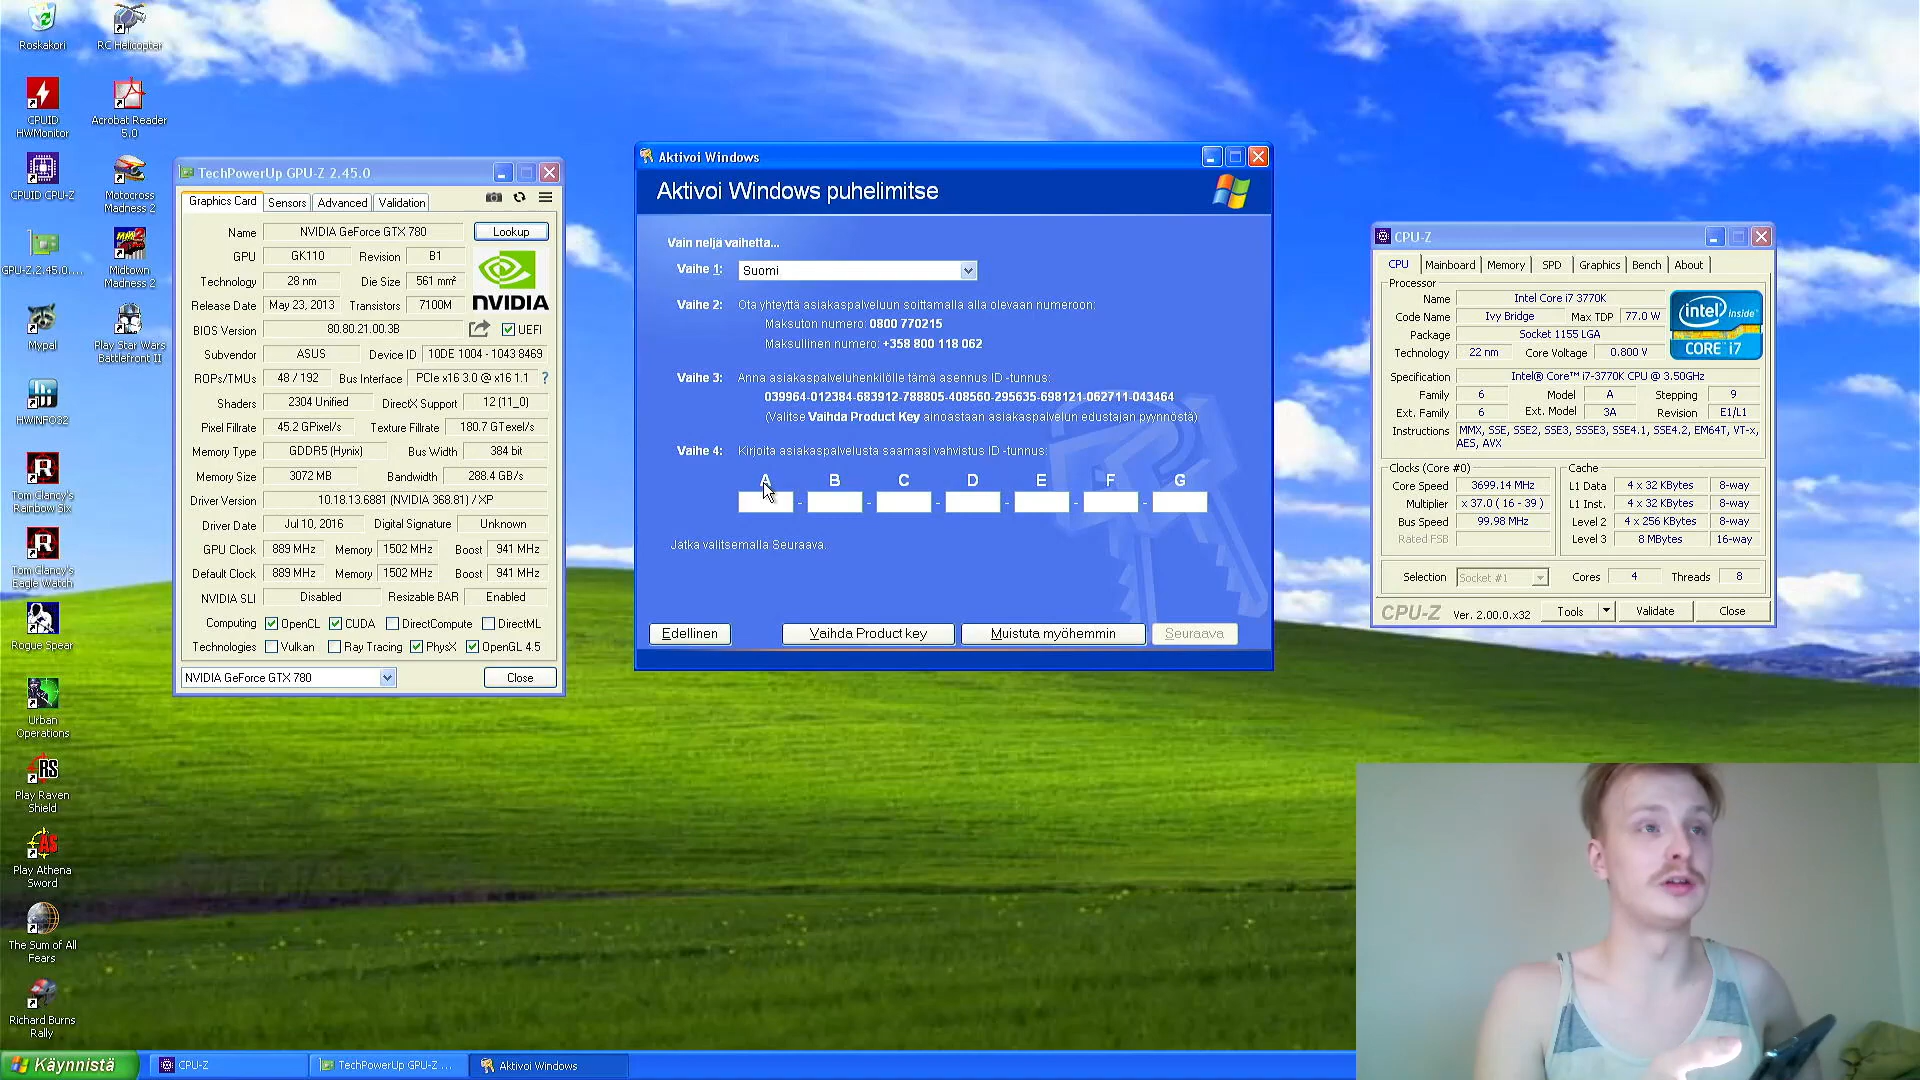 Roskakori
RC Helicopter
CPUID
HWMonitor
Acrobat Reader
5.0
CPUID CPU-Z
Motocross
Madness 2
GPU-Z.2.45.0....
Midtown
Madness 2
Mypal
Play Star Wars
Battlefront II
HWiNFO32
Tom Clancy's
Rainbow Six
Tom Clancy's
Eagle Watch
Rogue Spear
Urban
Operations
RS
Play Raven
Shield
AS
Play Athena
Sword
The Sum of All
Fears
Richard Burns
Rally
TechPowerUp GPU-Z 2.45.0
Graphics Card Sensors Advanced Validation
Name NVIDIA GeForce GTX 780 Lookup
GPU GK110 Revision B1
Technology 28 nm Die Size 561 mm²
NVIDIA
Release Date May 23, 2013 Transistors 7100M
BIOS Version 80.80.21.00.3B UEFI
Subvendor ASUS Device ID 10DE 1004 - 1043 8469
ROPs/TMUs 48 / 192 Bus Interface PCIe x16 3.0 @ x16 1.1 ?
Shaders 2304 Unified DirectX Support 12 (11_0)
Pixel Fillrate 45.2 GPixel/s Texture Fillrate 180.7 GTexel/s
Memory Type GDDR5 (Hynix) Bus Width 384 bit
Memory Size 3072 MB Bandwidth 288.4 GB/s
Driver Version 10.18.13.6881 (NVIDIA 368.81) / XP
Driver Date Jul 10, 2016 Digital Signature Unknown
GPU Clock 889 MHz Memory 1502 MHz Boost 941 MHz
Default Clock 889 MHz Memory 1502 MHz Boost 941 MHz
NVIDIA SLI Disabled Resizable BAR Enabled
Computing OpenCL CUDA DirectCompute DirectML
Technologies Vulkan Ray Tracing PhysX OpenGL 4.5
NVIDIA GeForce GTX 780 Close
Aktivoi Windows
Aktivoi Windows puhelimitse
Vain neljä vaihetta...
Vaihe 1: Suomi
Vaihe 2: Ota yhteyttä asiakaspalveluun soittamalla alla olevaan numeroon:
Maksuton numero: 0800 770215
Maksullinen numero: +358 800 118 062
Vaihe 3: Anna asiakaspalveluhenkilölle tämä asennus ID -tunnus:
039964-012384-683912-788805-408560-295635-698121-062711-043464
(Valitse Vaihda Product Key ainoastaan asiakaspalvelun edustajan pyynnöstä)
Vaihe 4: Kirjoita asiakaspalvelusta saamasi vahvistus ID -tunnus:
A B C D E F G
- - - - - -
Jatka valitsemalla Seuraava.
Edellinen Vaihda Product key Muistuta myöhemmin Seuraava
CPU-Z
CPU Mainboard Memory SPD Graphics Bench About
Processor
Name Intel Core i7 3770K
Code Name Ivy Bridge Max TDP 77.0 W
Package Socket 1155 LGA
Technology 22 nm Core Voltage 0.800 V
intel inside
CORE i7
Specification Intel® Core™ i7-3770K CPU @ 3.50GHz
Family 6 Model A Stepping 9
Ext. Family 6 Ext. Model 3A Revision E1/L1
Instructions MMX, SSE, SSE2, SSE3, SSSE3, SSE4.1, SSE4.2, EM64T, VT-x,
AES, AVX
Clocks (Core #0) Cache
Core Speed 3699.14 MHz L1 Data 4 x 32 KBytes 8-way
Multiplier x 37.0 ( 16 - 39 ) L1 Inst. 4 x 32 KBytes 8-way
Bus Speed 99.98 MHz Level 2 4 x 256 KBytes 8-way
Rated FSB Level 3 8 MBytes 16-way
Selection Socket #1 Cores 4 Threads 8
CPU-Z Ver. 2.00.0.x32 Tools Validate Close
Käynnistä CPU-Z TechPowerUp GPU-Z ... Aktivoi Windows